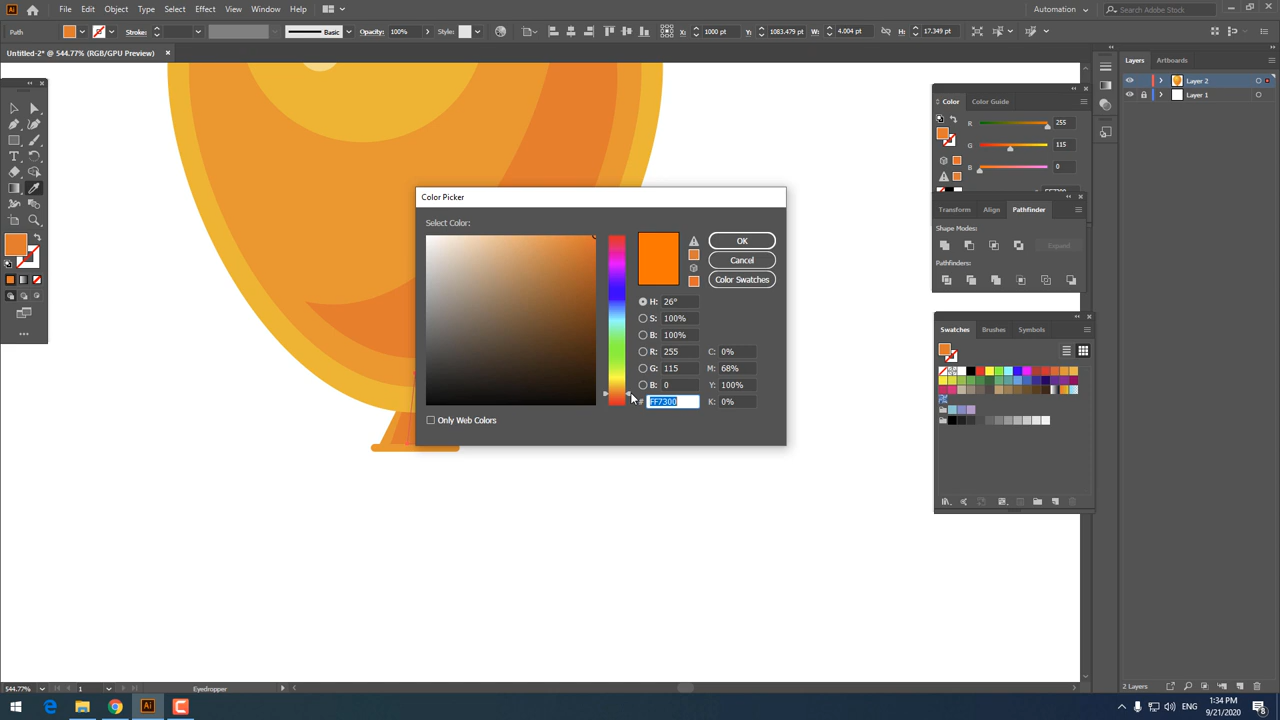 Ai File Edit Object Type Select Effect View Window Help Automation Search Adobe Stock
Path Stroke: Basic Opacity: 100% Style: X: 1000 pt Y: 1083.479 pt W: 4.004 pt H: 17.349 pt
Untitled-2* @ 544.77% (RGB/GPU Preview)
Layers Artboards
Layer 2
Layer 1
Color Color Guide
R 255
G 115
B 0
Transform Align Pathfinder
Shape Modes:
Expand
Pathfinders:
Swatches Brushes Symbols
Color Picker
Select Color:
OK
Cancel
Color Swatches
H: 26°
S: 100%
B: 100%
R: 255 C: 0%
G: 115 M: 68%
B: 0 Y: 100%
# FF7300 K: 0%
Only Web Colors
544.77% 1 Eyedropper
2 Layers
Ai
ENG
1:34 PM
9/21/2020